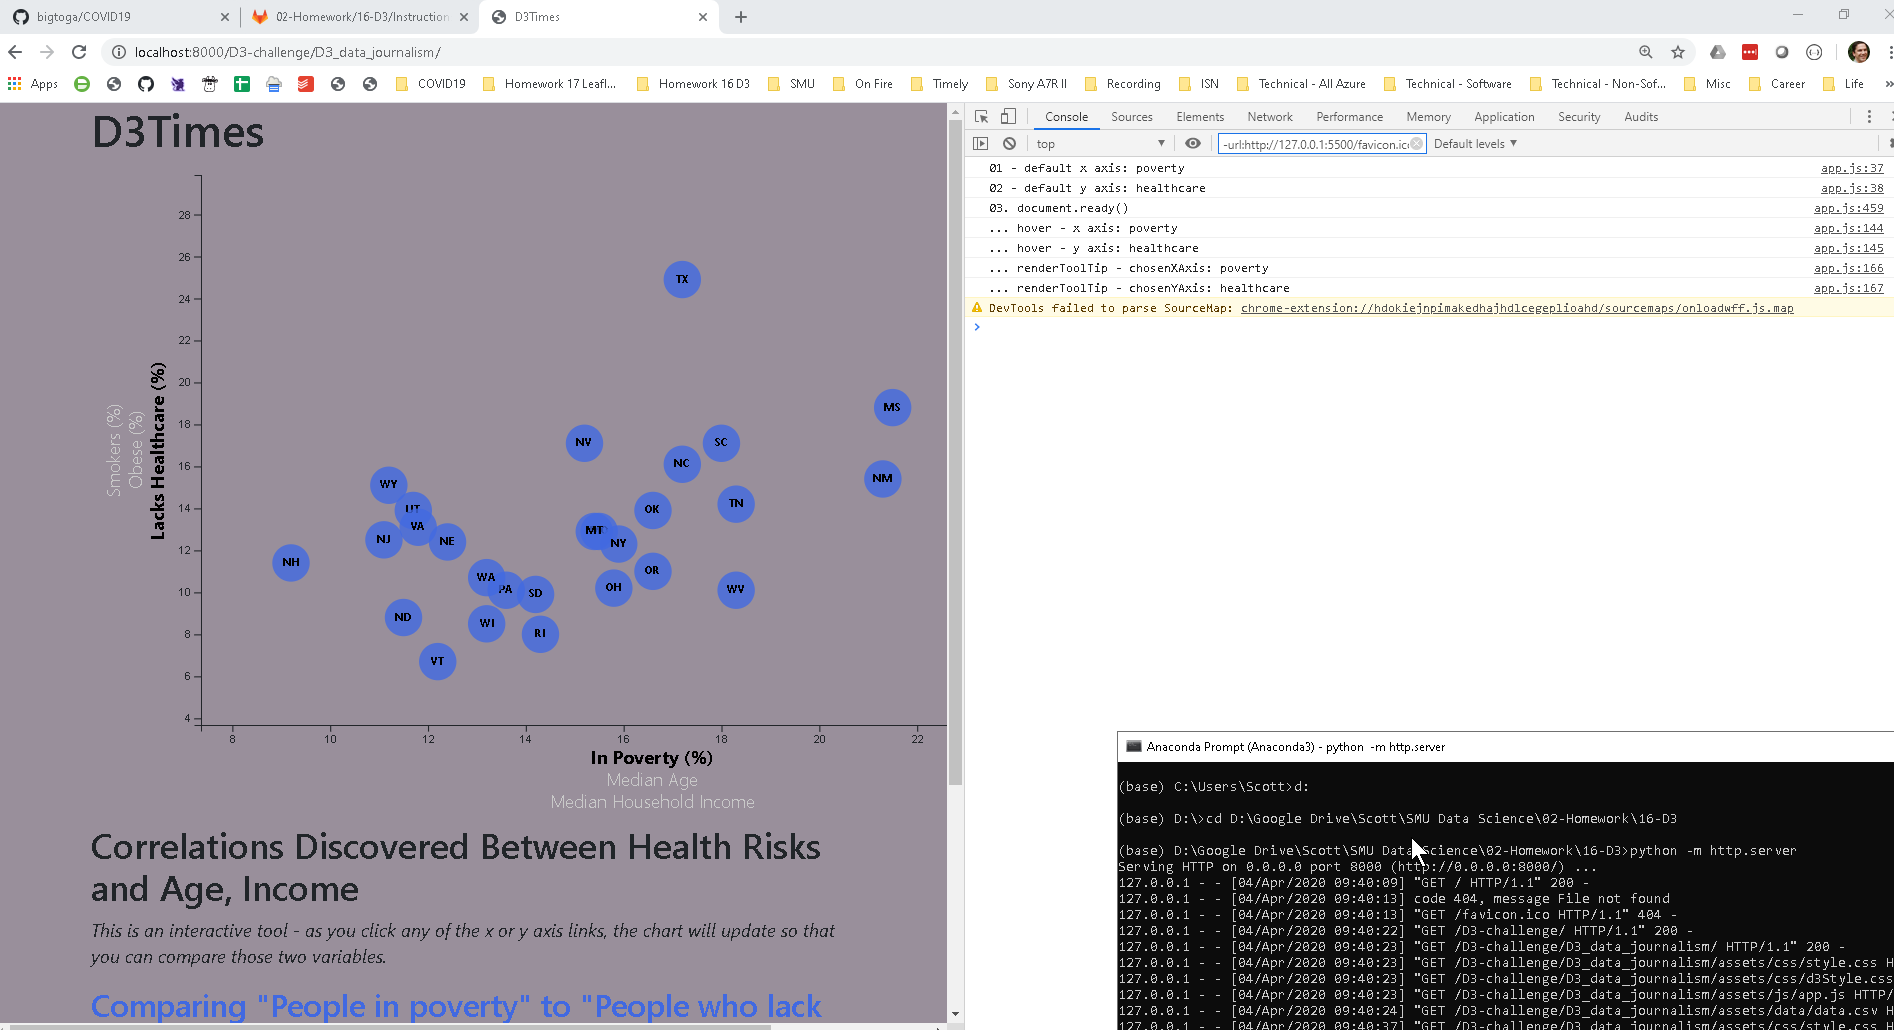 bigtoga/COVID19
02-Homework/16-D3/Instruction
D3Times
localhost:8000/D3-challenge/D3_data_journalism/
Apps COVID19 Homework 17 Leafl... Homework 16 D3 SMU On Fire Timely Sony A7R II Recording ISN Technical - All Azure Technical - Software Technical - Non-Sof... Misc Career Life »
D3Times
28
26
24
22
20
18
16
14
12
10
8
6
4
Smokers (%)
Obese (%)
Lacks Healthcare (%)
TX
MS
NV
SC
NC
NM
WY
UT
TN
OK
VA
MT
NJ
NE
NY
NH
WA
OR
PA
SD
OH
WV
ND
WI
RI
VT
8 10 12 14 16 18 20 22
In Poverty (%)
Median Age
Median Household Income
Correlations Discovered Between Health Risks
and Age, Income
This is an interactive tool - as you click any of the x or y axis links, the chart will update so that
you can compare those two variables.
Comparing "People in poverty" to "People who lack
Console Sources Elements Network Performance Memory Application Security Audits
top -url:http://127.0.0.1:5500/favicon.ic Default levels
01 - default x axis: poverty app.js:37
02 - default y axis: healthcare app.js:38
03. document.ready() app.js:459
... hover - x axis: poverty app.js:144
... hover - y axis: healthcare app.js:145
... renderToolTip - chosenXAxis: poverty app.js:166
... renderToolTip - chosenYAxis: healthcare app.js:167
DevTools failed to parse SourceMap: chrome-extension://hdokiejnpimakedhajhdlcegeplioahd/sourcemaps/onloadwff.js.map
Anaconda Prompt (Anaconda3) - python -m http.server
(base) C:\Users\Scott>d:
(base) D:\>cd D:\Google Drive\Scott\SMU Data Science\02-Homework\16-D3
(base) D:\Google Drive\Scott\SMU Data Science\02-Homework\16-D3>python -m http.server
Serving HTTP on 0.0.0.0 port 8000 (http://0.0.0.0:8000/) ...
127.0.0.1 - - [04/Apr/2020 09:40:09] "GET / HTTP/1.1" 200 -
127.0.0.1 - - [04/Apr/2020 09:40:13] code 404, message File not found
127.0.0.1 - - [04/Apr/2020 09:40:13] "GET /favicon.ico HTTP/1.1" 404 -
127.0.0.1 - - [04/Apr/2020 09:40:22] "GET /D3-challenge/ HTTP/1.1" 200 -
127.0.0.1 - - [04/Apr/2020 09:40:23] "GET /D3-challenge/D3_data_journalism/ HTTP/1.1" 200 -
127.0.0.1 - - [04/Apr/2020 09:40:23] "GET /D3-challenge/D3_data_journalism/assets/css/style.css H
127.0.0.1 - - [04/Apr/2020 09:40:23] "GET /D3-challenge/D3_data_journalism/assets/css/d3Style.css
127.0.0.1 - - [04/Apr/2020 09:40:23] "GET /D3-challenge/D3_data_journalism/assets/js/app.js HTTP/
127.0.0.1 - - [04/Apr/2020 09:40:24] "GET /D3-challenge/D3_data_journalism/assets/data/data.csv H
127.0.0.1 - - [04/Apr/2020 09:40:37] "GET /D3-challenge/D3_data_journalism/assets/css/style.css H